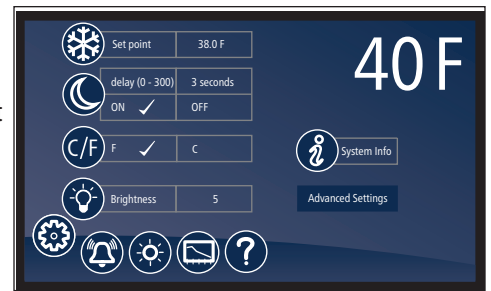 Set point 38.0 F
40 F
delay (0 - 300) 3 seconds
ON ✓ OFF
C/F F ✓ C
i System Info
Brightness 5
Advanced Settings
?